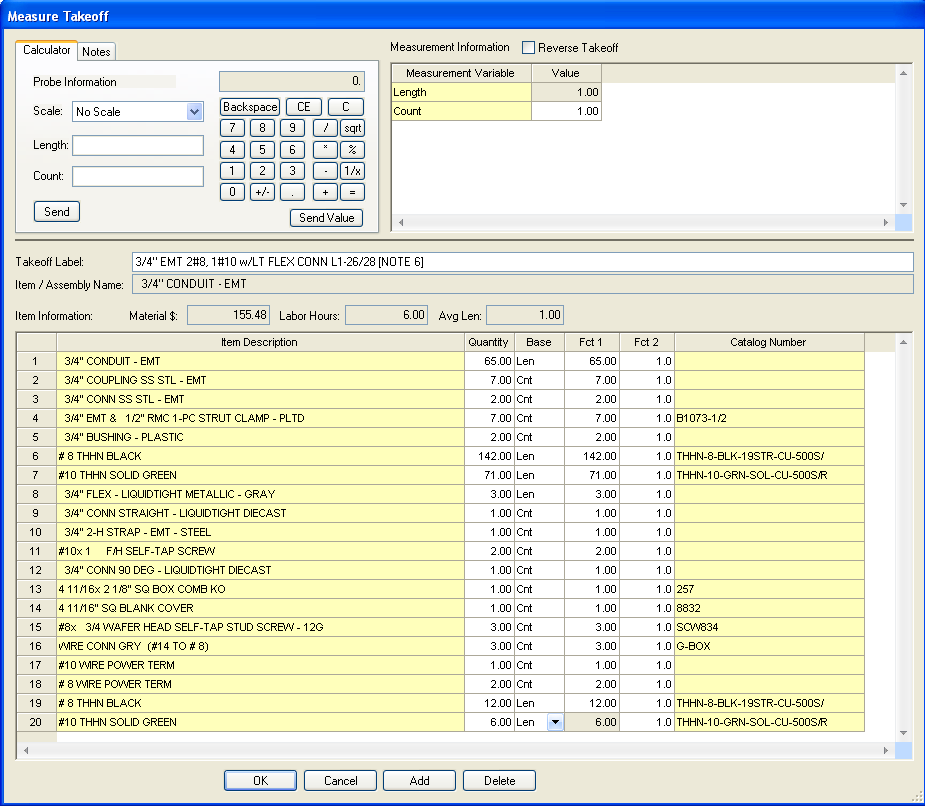 Measure Takeoff
Calculator Notes
Probe Information
Scale: No Scale
Length:
Count:
Send
0.
Backspace CE C
7 8 9 / sqrt
4 5 6 * %
1 2 3 - 1/x
0 +/- . + =
Send Value
Measurement Information Reverse Takeoff
Measurement Variable Value
Length 1.00
Count 1.00
Takeoff Label: 3/4" EMT 2#8, 1#10 w/LT FLEX CONN L1-26/28 [NOTE 6]
Item / Assembly Name: 3/4" CONDUIT - EMT
Item Information: Material $: 155.48 Labor Hours: 6.00 Avg Len: 1.00
Item Description Quantity Base Fct 1 Fct 2 Catalog Number
1 3/4" CONDUIT - EMT 65.00 Len 65.00 1.0
2 3/4" COUPLING SS STL - EMT 7.00 Cnt 7.00 1.0
3 3/4" CONN SS STL - EMT 2.00 Cnt 2.00 1.0
4 3/4" EMT & 1/2" RMC 1-PC STRUT CLAMP - PLTD 7.00 Cnt 7.00 1.0 B1073-1/2
5 3/4" BUSHING - PLASTIC 2.00 Cnt 2.00 1.0
6 # 8 THHN BLACK 142.00 Len 142.00 1.0 THHN-8-BLK-19STR-CU-500S/
7 #10 THHN SOLID GREEN 71.00 Len 71.00 1.0 THHN-10-GRN-SOL-CU-500S/R
8 3/4" FLEX - LIQUIDTIGHT METALLIC - GRAY 3.00 Len 3.00 1.0
9 3/4" CONN STRAIGHT - LIQUIDTIGHT DIECAST 1.00 Cnt 1.00 1.0
10 3/4" 2-H STRAP - EMT - STEEL 1.00 Cnt 1.00 1.0
11 #10x 1 F/H SELF-TAP SCREW 2.00 Cnt 2.00 1.0
12 3/4" CONN 90 DEG - LIQUIDTIGHT DIECAST 1.00 Cnt 1.00 1.0
13 4 11/16x 2 1/8" SQ BOX COMB KO 1.00 Cnt 1.00 1.0 257
14 4 11/16" SQ BLANK COVER 1.00 Cnt 1.00 1.0 8832
15 #8x 3/4 WAFER HEAD SELF-TAP STUD SCREW - 12G 3.00 Cnt 3.00 1.0 SCW834
16 WIRE CONN GRY (#14 TO # 8) 3.00 Cnt 3.00 1.0 G-BOX
17 #10 WIRE POWER TERM 1.00 Cnt 1.00 1.0
18 # 8 WIRE POWER TERM 2.00 Cnt 2.00 1.0
19 # 8 THHN BLACK 12.00 Len 12.00 1.0 THHN-8-BLK-19STR-CU-500S/
20 #10 THHN SOLID GREEN 6.00 Len 6.00 1.0 THHN-10-GRN-SOL-CU-500S/R
OK Cancel Add Delete